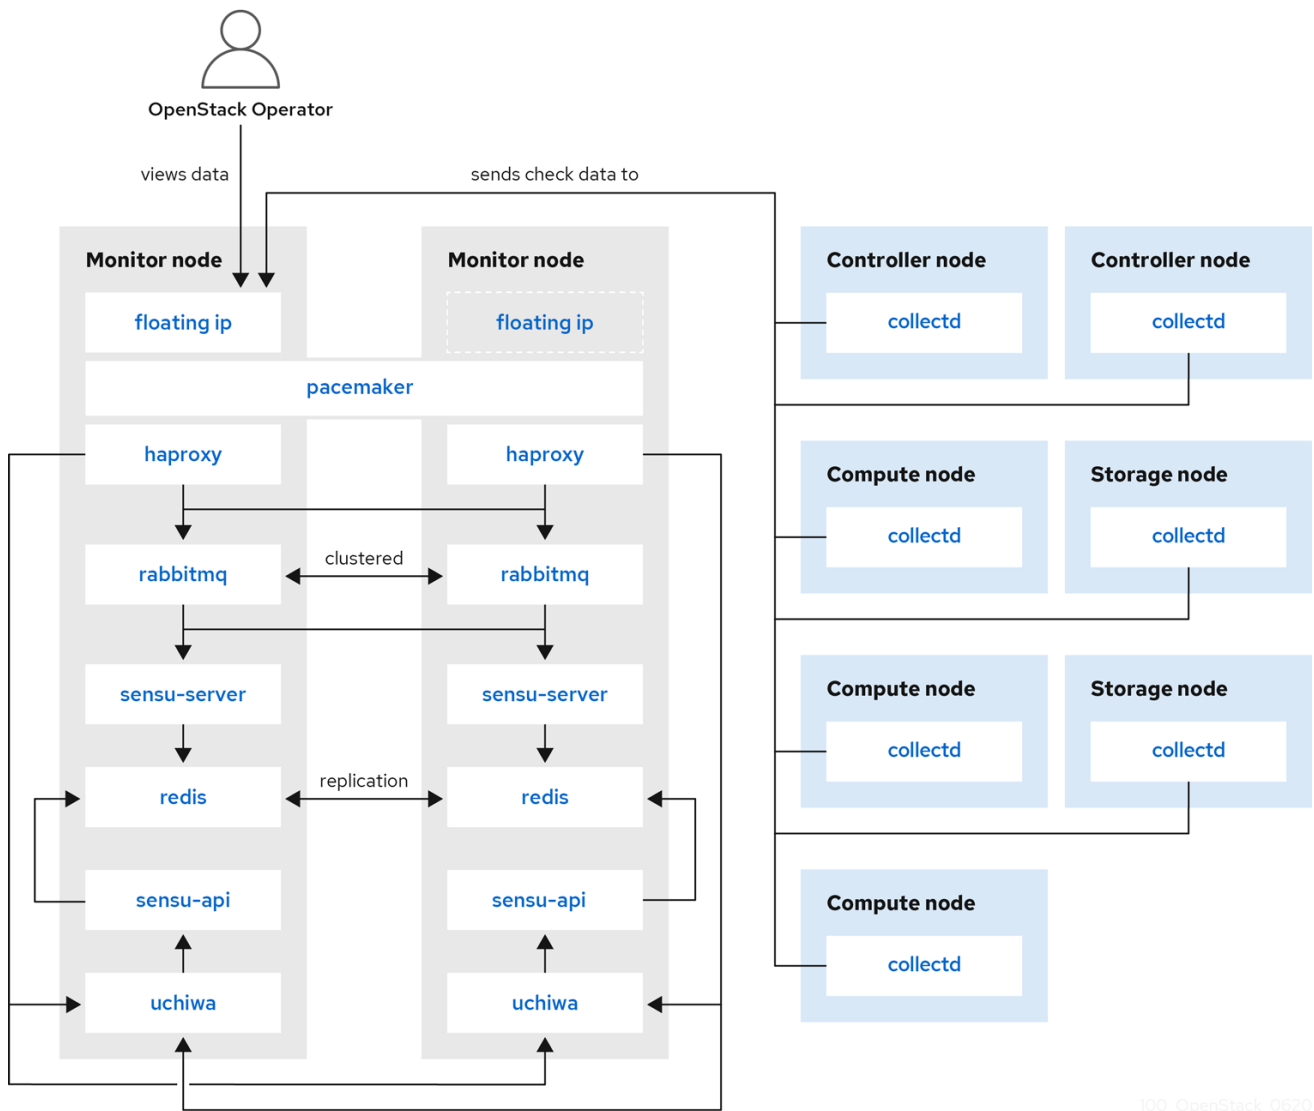 OpenStack Operator
views data
sends check data to
Monitor node
Monitor node
Controller node
Controller node
floating ip
floating ip
collectd
collectd
pacemaker
haproxy
haproxy
Compute node
Storage node
collectd
collectd
clustered
rabbitmq
rabbitmq
sensu-server
sensu-server
Compute node
Storage node
collectd
collectd
replication
redis
redis
sensu-api
sensu-api
Compute node
collectd
uchiwa
uchiwa
100_OpenStack_0620